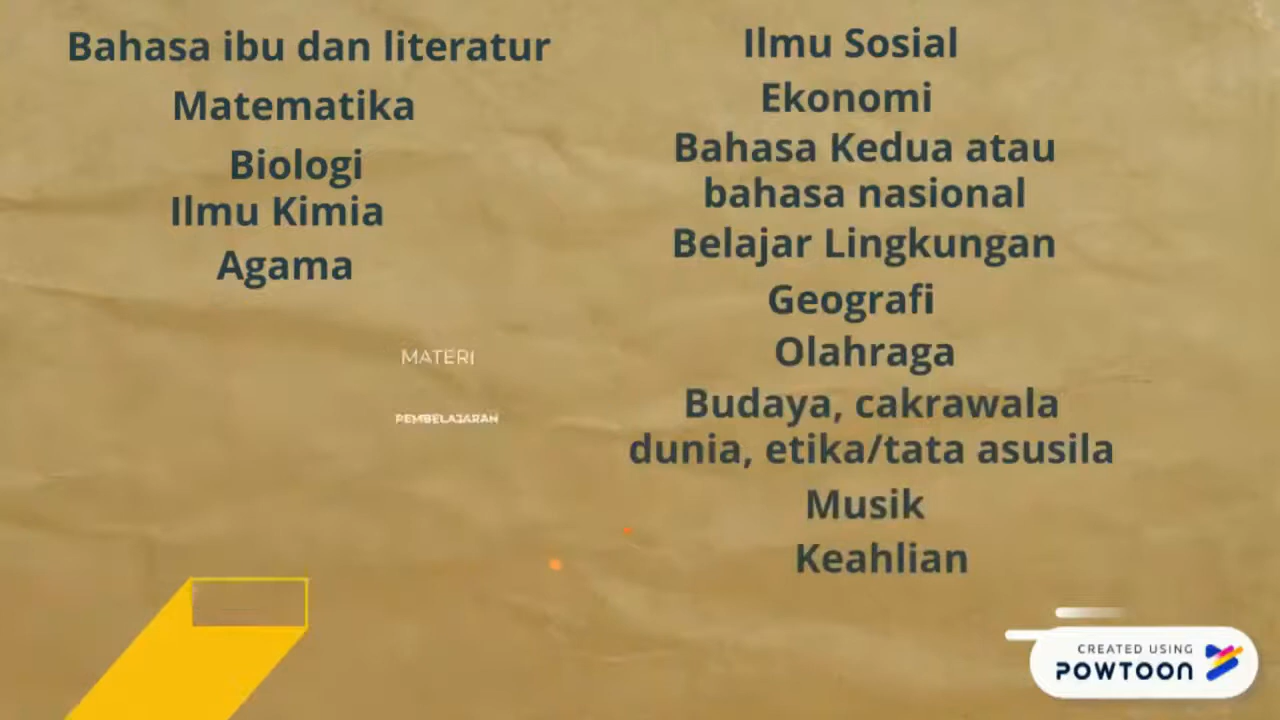 Bahasa ibu dan literatur
Matematika
Biologi
Ilmu Kimia
Agama
MATERI
PEMBELAJARAN
Ilmu Sosial
Ekonomi
Bahasa Kedua atau
bahasa nasional
Belajar Lingkungan
Geografi
Olahraga
Budaya, cakrawala
dunia, etika/tata asusila
Musik
Keahlian
CREATED USING
POWTOON